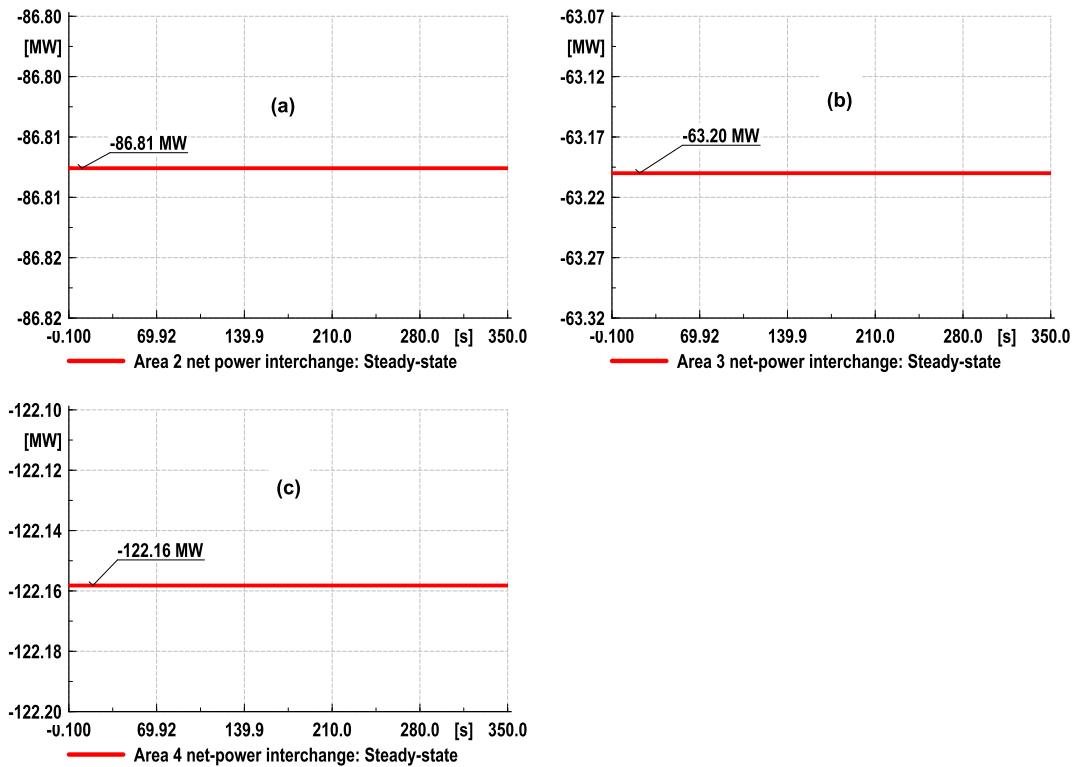 -86.80
[MW]
-86.80
(a)
-86.81
-86.81 MW
-86.81
-86.82
-86.82
-0.100 69.92 139.9 210.0 280.0 [s] 350.0
Area 2 net power interchange: Steady-state
-63.07
[MW]
-63.12
(b)
-63.17
-63.20 MW
-63.22
-63.27
-63.32
-0.100 69.92 139.9 210.0 280.0 [s] 350.0
Area 3 net-power interchange: Steady-state
-122.10
[MW]
-122.12
(c)
-122.14
-122.16 MW
-122.16
-122.18
-122.20
-0.100 69.92 139.9 210.0 280.0 [s] 350.0
Area 4 net-power interchange: Steady-state